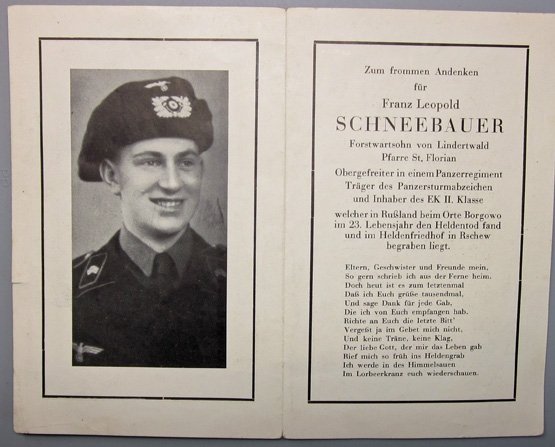 Zum frommen Andenken
für
Franz Leopold
SCHNEEBAUER
Forstwartsohn von Lindertwald
Pfarre St. Florian
Obergefreiter in einem Panzerregiment
Träger des Panzersturmabzeichen
und Inhaber des EK II. Klasse
welcher in Rußland beim Orte Borgowo
im 23. Lebensjahr den Heldentod fand
und im Heldenfriedhof in Rschew
begraben liegt.
Eltern, Geschwister und Freunde mein,
So gern schrieb ich aus der Ferne heim.
Doch heut ist es zum letztenmal
Daß ich Euch grüße tausendmal,
Und sage Dank für jede Gab,
Die ich von Euch empfangen hab.
Richte an Euch die letzte Bitt'
Vergeßt ja im Gebet mich nicht,
Und keine Träne, keine Klag,
Der liebe Gott, der mir das Leben gab
Rief mich so früh ins Heldengrab
Ich werde in des Himmelsauen
Im Lorbeerkranz euch wiederschauen.